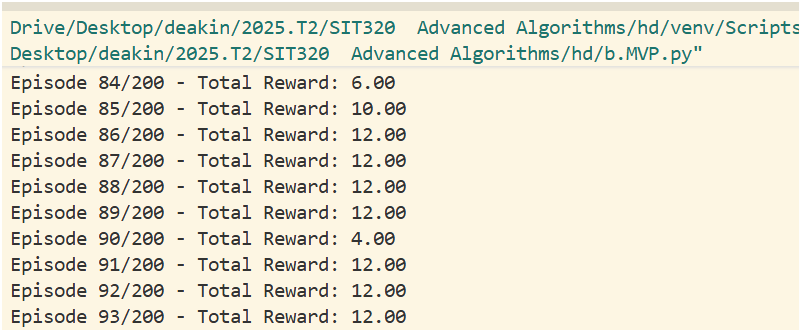 Drive/Desktop/deakin/2025.T2/SIT320  Advanced Algorithms/hd/venv/Scripts
Desktop/deakin/2025.T2/SIT320  Advanced Algorithms/hd/b.MVP.py"
Episode 84/200 - Total Reward: 6.00
Episode 85/200 - Total Reward: 10.00
Episode 86/200 - Total Reward: 12.00
Episode 87/200 - Total Reward: 12.00
Episode 88/200 - Total Reward: 12.00
Episode 89/200 - Total Reward: 12.00
Episode 90/200 - Total Reward: 4.00
Episode 91/200 - Total Reward: 12.00
Episode 92/200 - Total Reward: 12.00
Episode 93/200 - Total Reward: 12.00